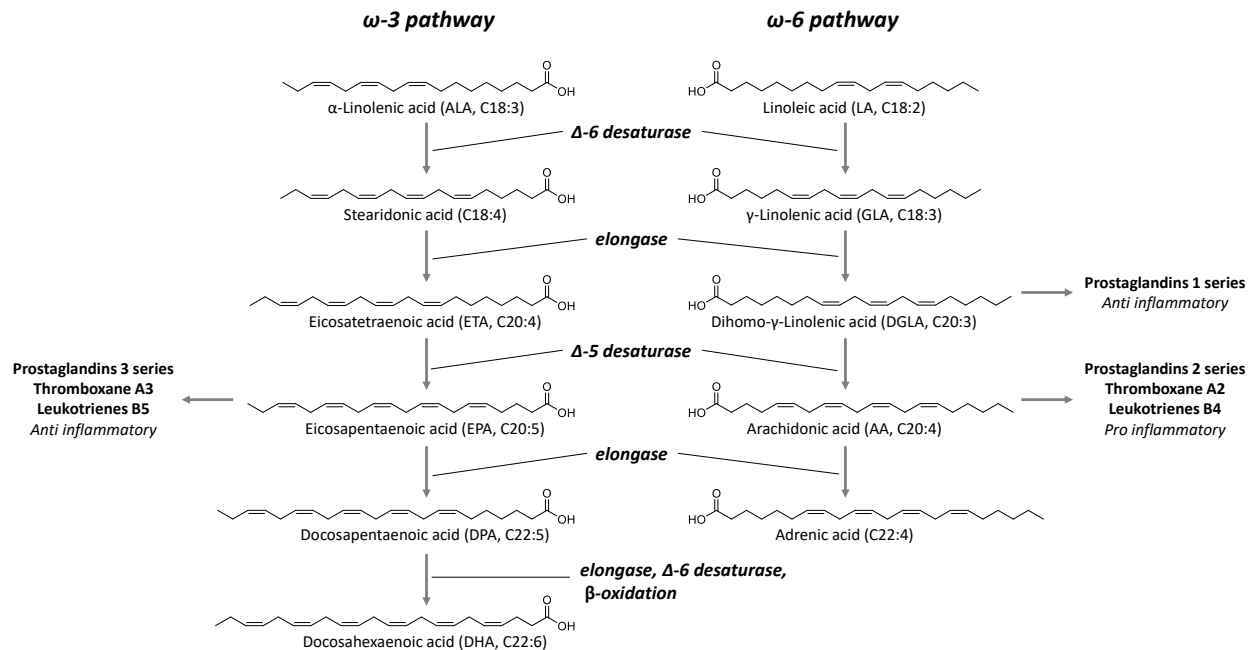 ω-3 pathway
ω-6 pathway
O
OH
α-Linolenic acid (ALA, C18:3)
O
HO
Linoleic acid (LA, C18:2)
Δ-6 desaturase
O
OH
Stearidonic acid (C18:4)
O
HO
γ-Linolenic acid (GLA, C18:3)
elongase
O
OH
Eicosatetraenoic acid (ETA, C20:4)
O
HO
Dihomo-γ-Linolenic acid (DGLA, C20:3)
Prostaglandins 1 series
Anti inflammatory
Δ-5 desaturase
Prostaglandins 3 series
Thromboxane A3
Leukotrienes B5
Anti inflammatory
O
OH
Eicosapentaenoic acid (EPA, C20:5)
O
HO
Arachidonic acid (AA, C20:4)
Prostaglandins 2 series
Thromboxane A2
Leukotrienes B4
Pro inflammatory
elongase
O
OH
Docosapentaenoic acid (DPA, C22:5)
O
HO
Adrenic acid (C22:4)
elongase, Δ-6 desaturase,
β-oxidation
O
OH
Docosahexaenoic acid (DHA, C22:6)